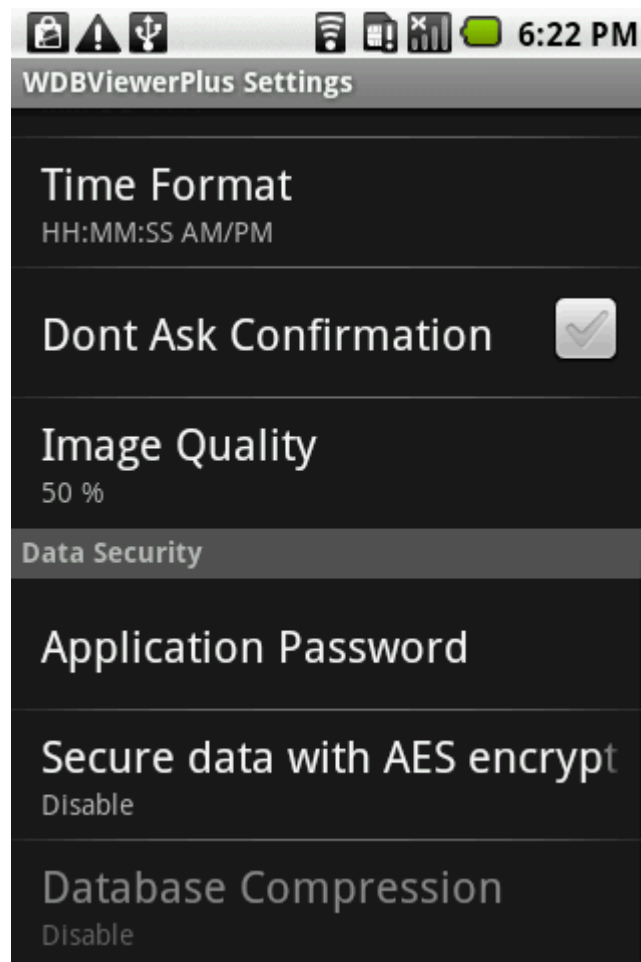 6:22 PM
WDBViewerPlus Settings
Time Format
HH:MM:SS AM/PM
Dont Ask Confirmation
Image Quality
50 %
Data Security
Application Password
Secure data with AES encrypt
Disable
Database Compression
Disable